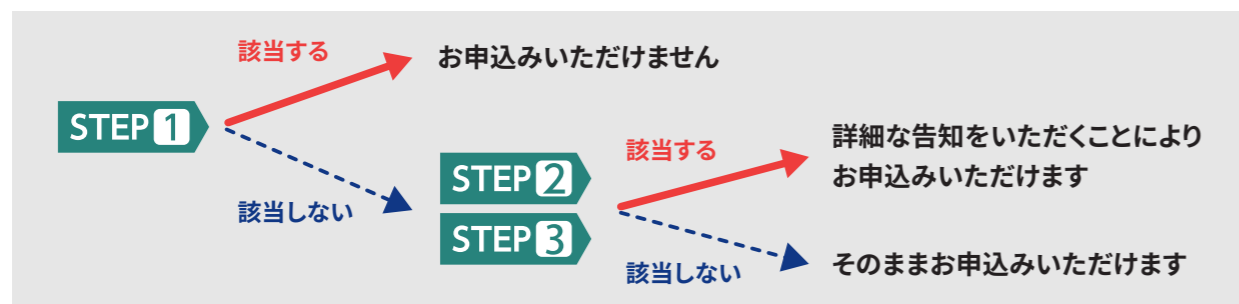 該当する
お申込みいただけません
STEP 1
該当しない
STEP 2
STEP 3
該当する
詳細な告知をいただくことにより
お申込みいただけます
該当しない
そのままお申込みいただけます